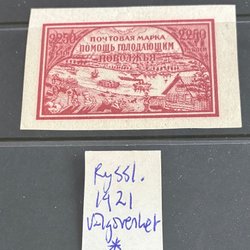 ПОЧТОВАЯ МАРКА
2250 ПОМОЩЬ ГОЛОДАЮЩИМ 2250
ПОВОЛЖЬЯ
Ryssl.
1921
*